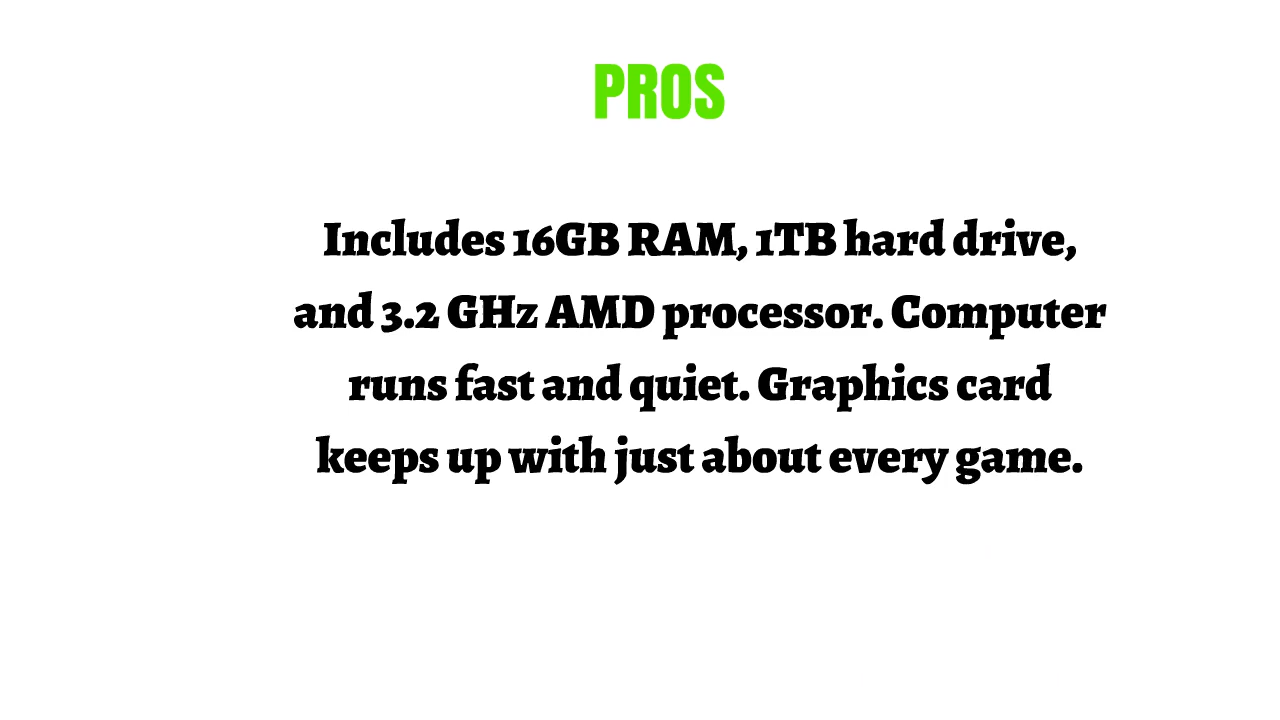 PROS
Includes 16GB RAM, 1TB hard drive,
and 3.2 GHz AMD processor. Computer
runs fast and quiet. Graphics card
keeps up with just about every game.